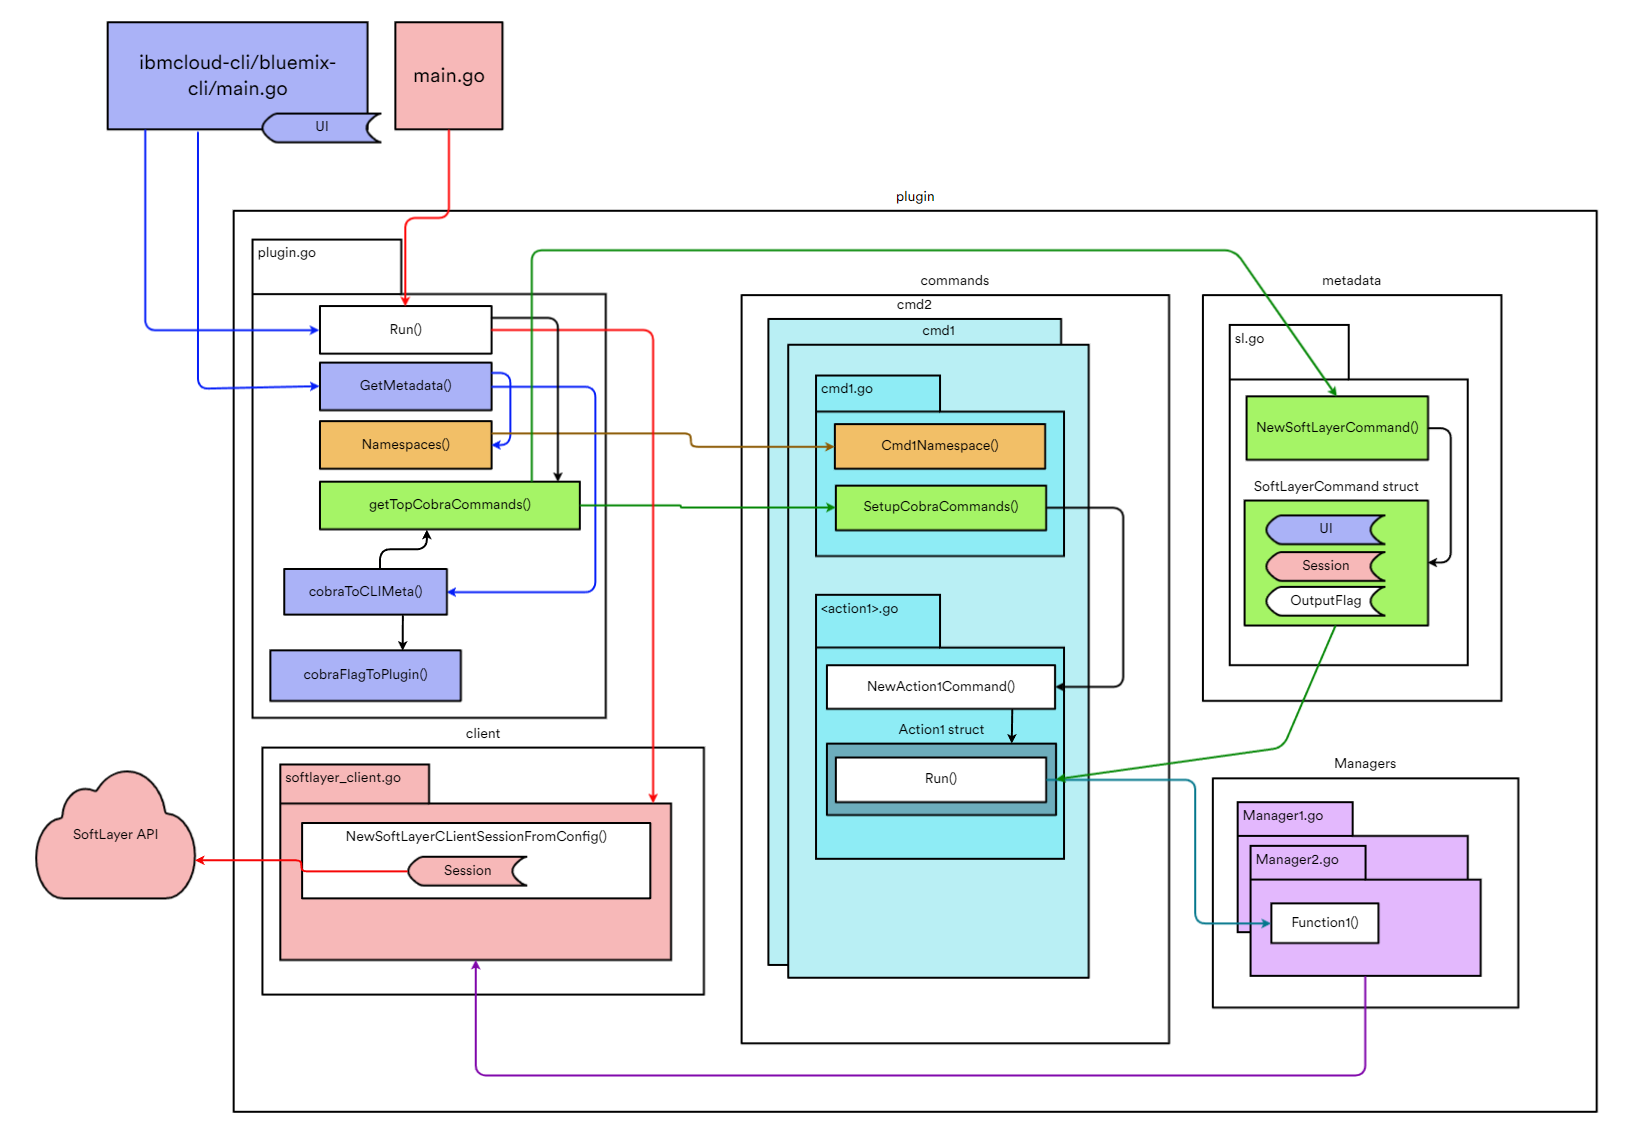 ibmcloud-cli/bluemix-
cli/main.go
UI
main.go
plugin
plugin.go
Run()
GetMetadata()
Namespaces()
getTopCobraCommands()
cobraToCLIMeta()
cobraFlagToPlugin()
client
softlayer_client.go
NewSoftLayerCLientSessionFromConfig()
Session
SoftLayer API
commands
cmd2
cmd1
cmd1.go
Cmd1Namespace()
SetupCobraCommands()
<action1>.go
NewAction1Command()
Action1 struct
Run()
metadata
sl.go
NewSoftLayerCommand()
SoftLayerCommand struct
UI
Session
OutputFlag
Managers
Manager1.go
Manager2.go
Function1()